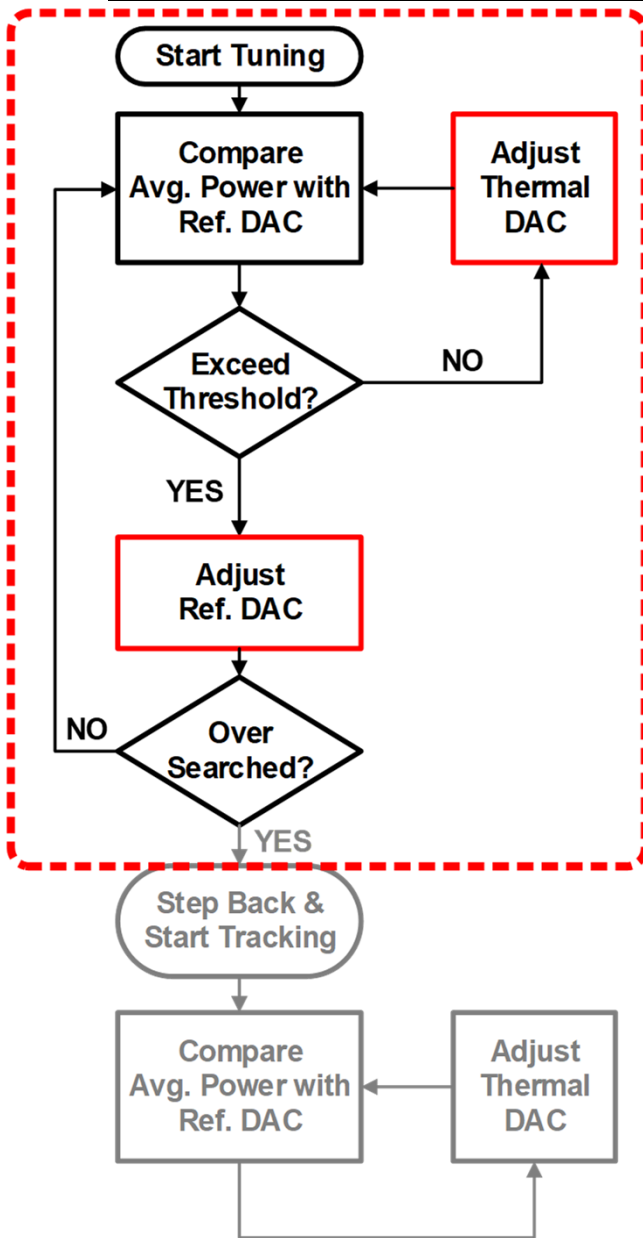 Start Tuning
Compare
Avg. Power with
Ref. DAC
Adjust
Thermal
DAC
Exceed
Threshold?
NO
YES
Adjust
Ref. DAC
NO
Over
Searched?
YES
Step Back &
Start Tracking
Compare
Avg. Power with
Ref. DAC
Adjust
Thermal
DAC